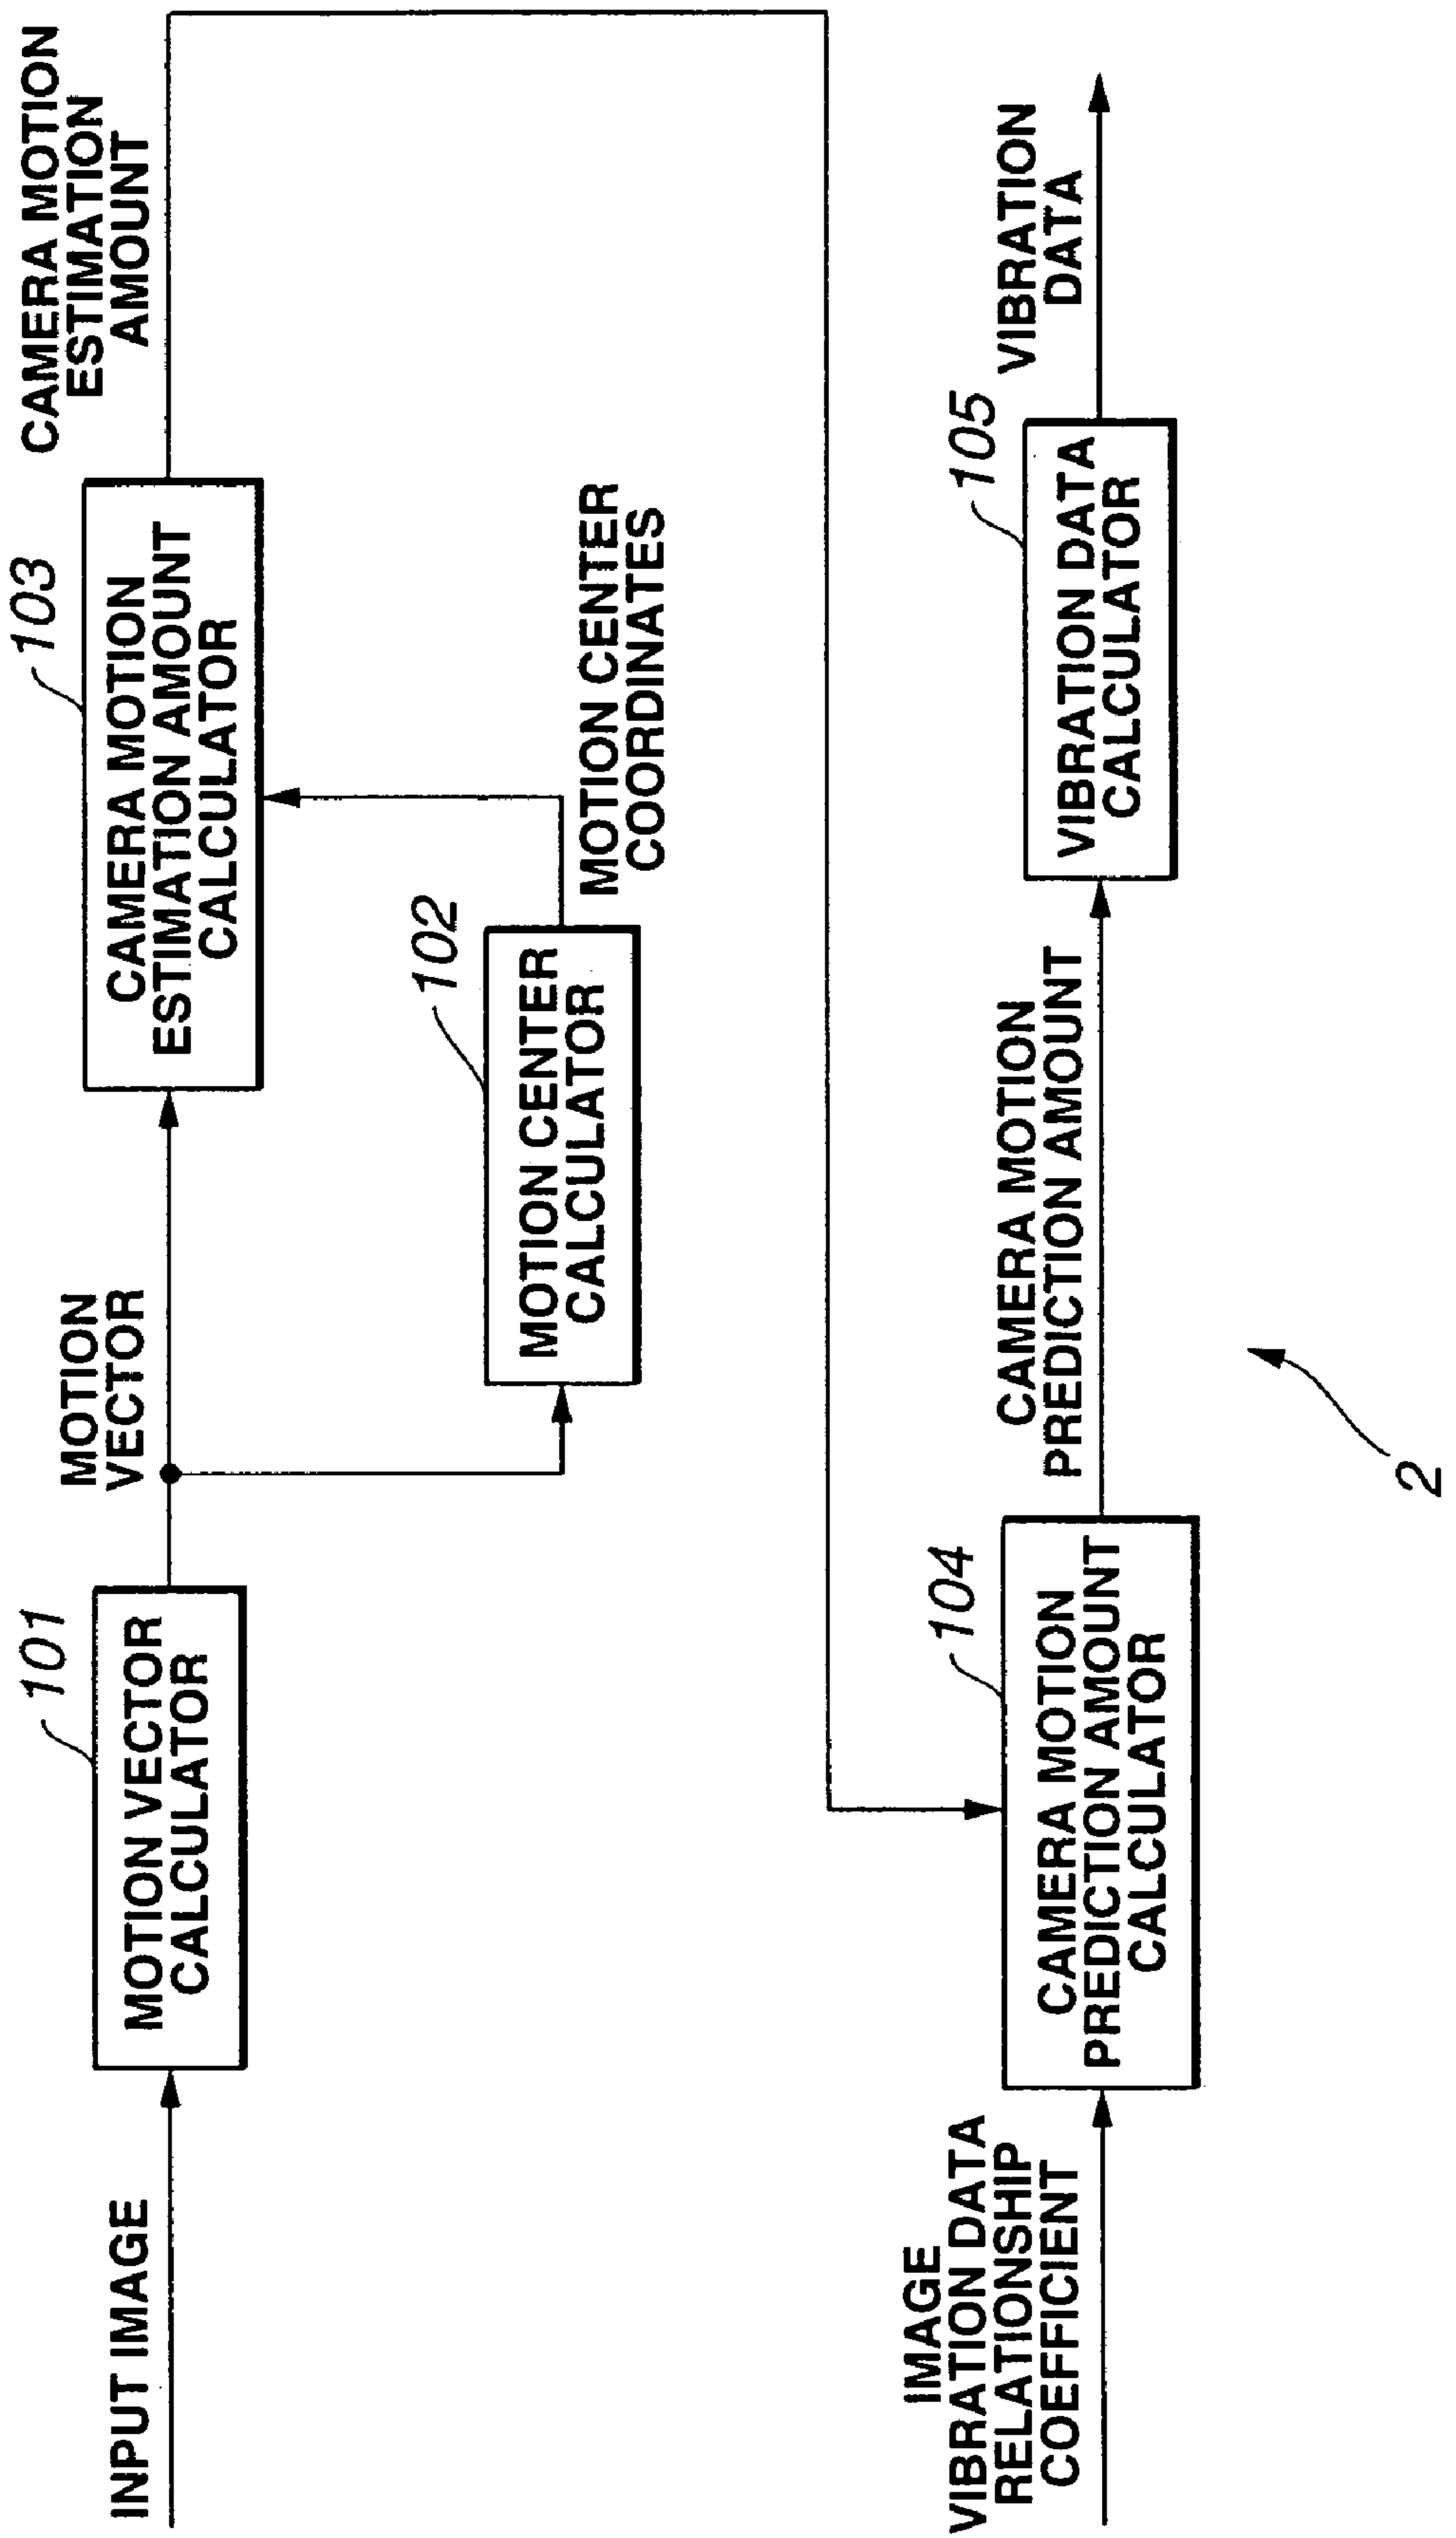 INPUT IMAGE
101
MOTION VECTOR
CALCULATOR
MOTION
VECTOR
103
CAMERA MOTION
ESTIMATION AMOUNT
CALCULATOR
CAMERA MOTION
ESTIMATION
AMOUNT
102
MOTION CENTER
CALCULATOR
MOTION CENTER
COORDINATES
IMAGE
VIBRATION DATA
RELATIONSHIP
COEFFICIENT
104
CAMERA MOTION
PREDICTION AMOUNT
CALCULATOR
CAMERA MOTION
PREDICTION AMOUNT
105
VIBRATION DATA
CALCULATOR
VIBRATION
DATA
2